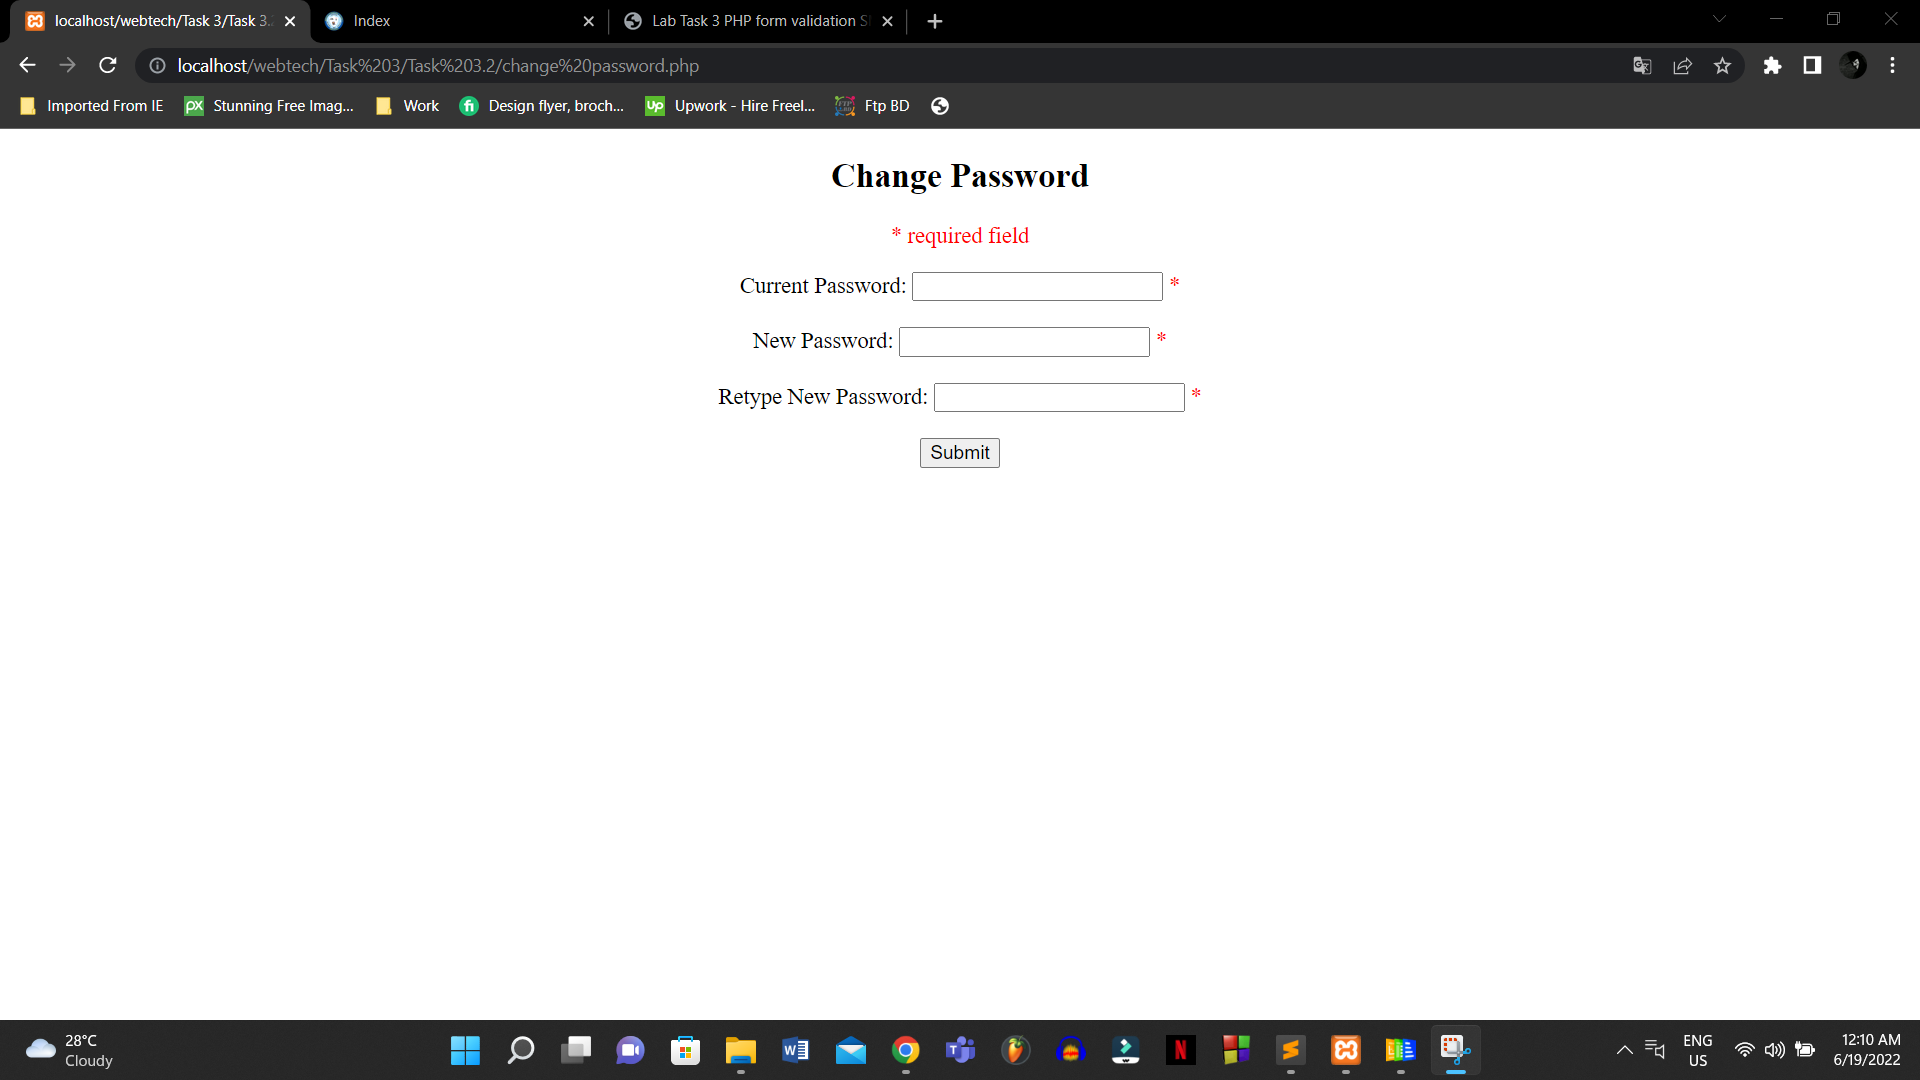 localhost/webtech/Task 3/Task 3.
Index
Lab Task 3 PHP form validation
localhost/webtech/Task%203/Task%203.2/change%20password.php
Imported From IE
Stunning Free Imag...
Work
Design flyer, broch...
Upwork - Hire Freel...
Ftp BD
Change Password
* required field
Current Password: *
New Password: *
Retype New Password: *
Submit
28°C
Cloudy
ENG
US
12:10 AM
6/19/2022